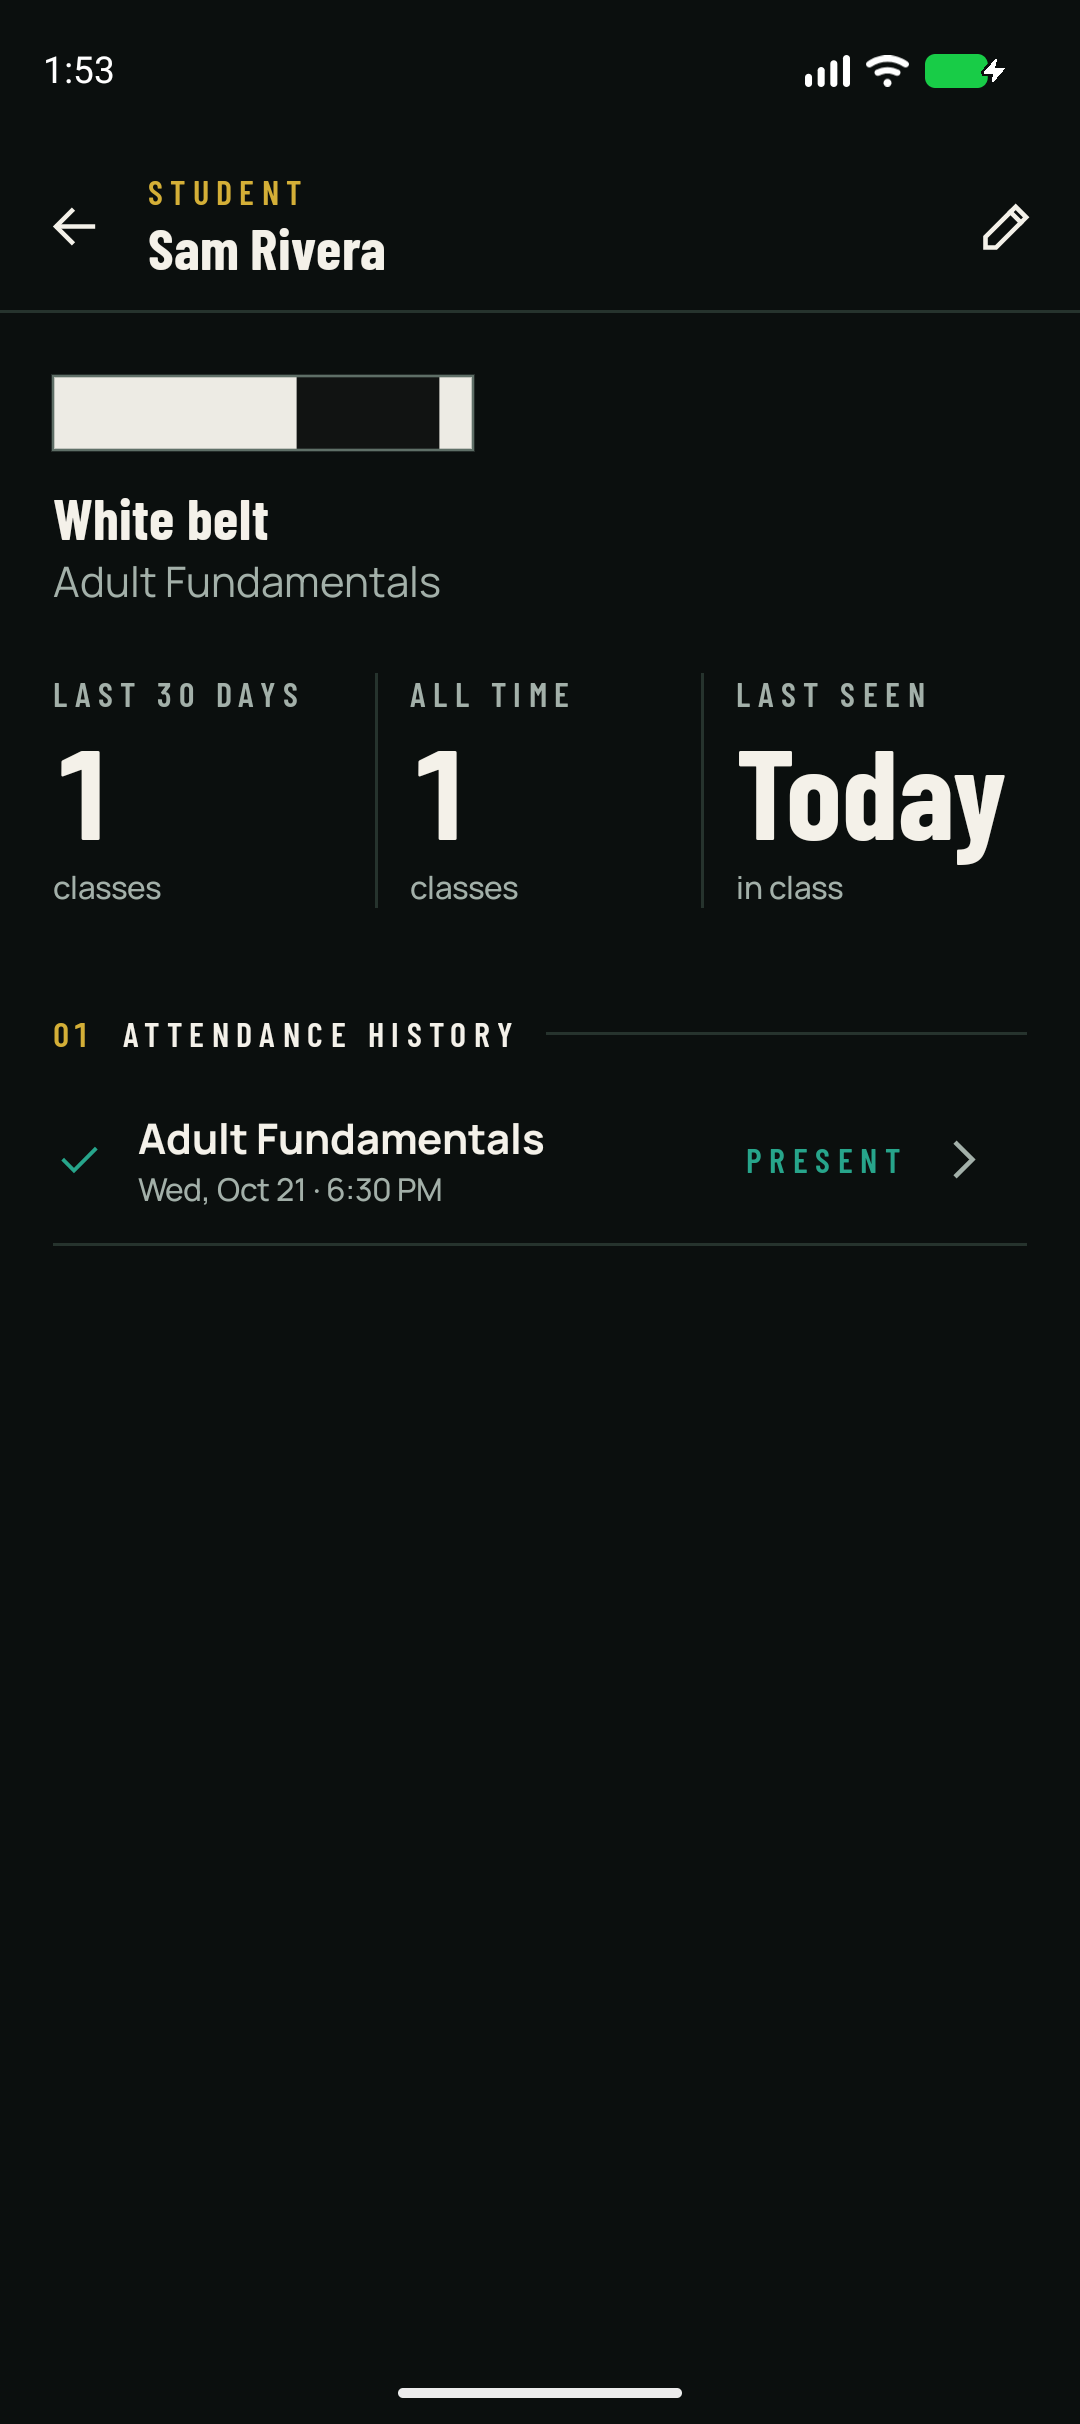 1:53
STUDENT
Sam Rivera
White belt
Adult Fundamentals
LAST 30 DAYS
1
classes
ALL TIME
1
classes
LAST SEEN
Today
in class
01 ATTENDANCE HISTORY
Adult Fundamentals
Wed, Oct 21 · 6:30 PM
PRESENT